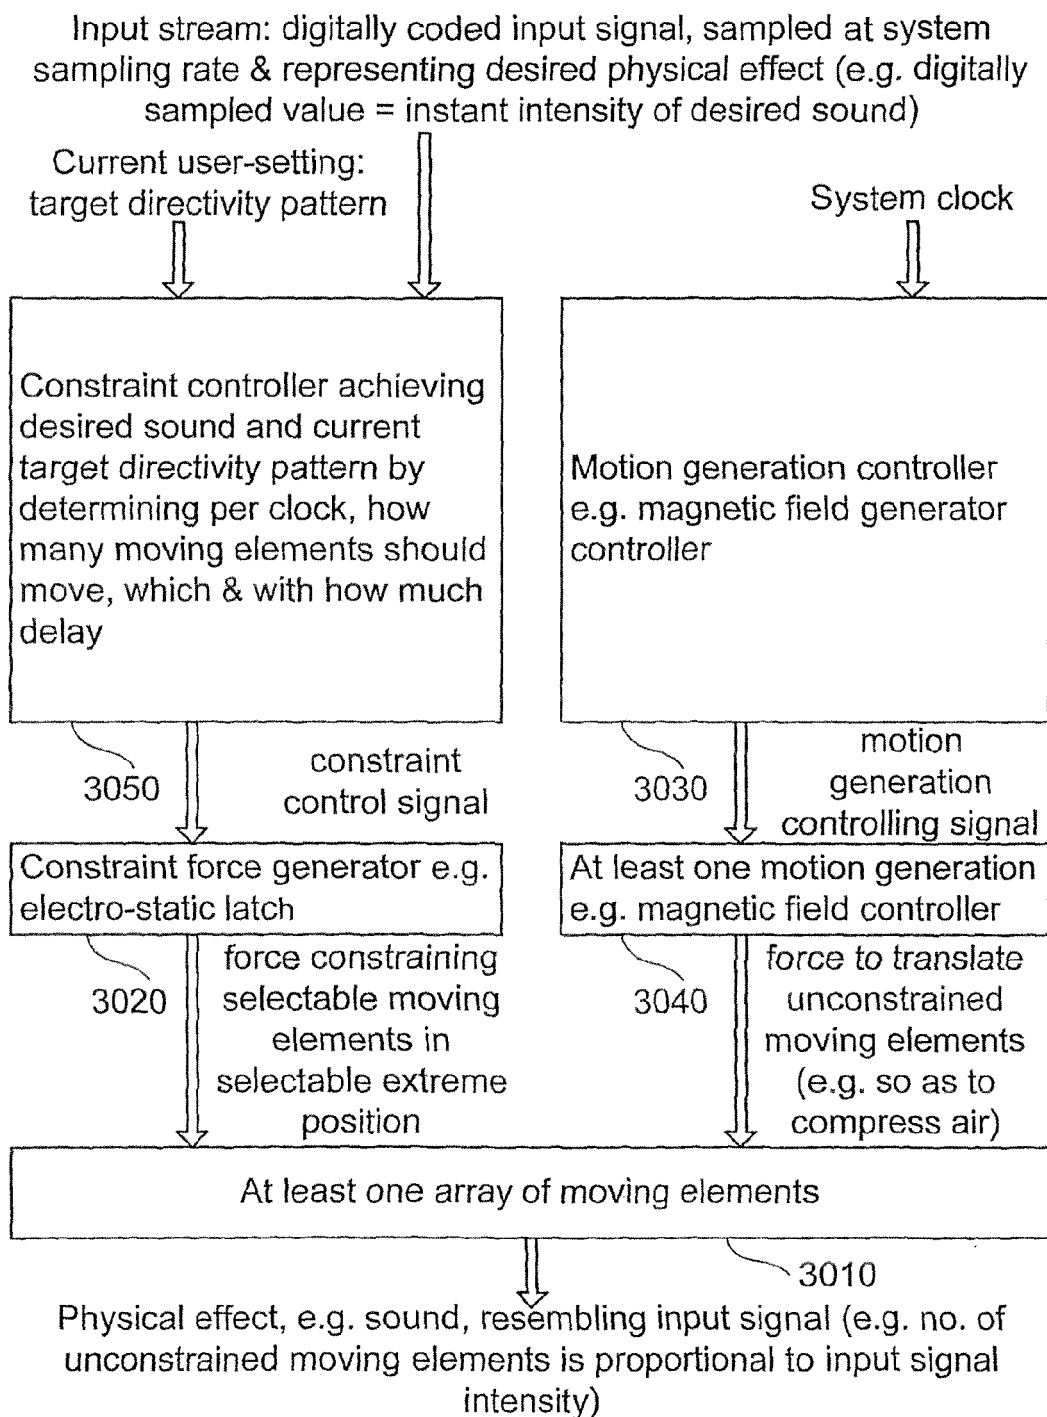 Input stream: digitally coded input signal, sampled at system
sampling rate & representing desired physical effect (e.g. digitally
sampled value = instant intensity of desired sound)
Current user-setting:
target directivity pattern
System clock
Constraint controller achieving
desired sound and current
target directivity pattern by
determining per clock, how
many moving elements should
move, which & with how much
delay
Motion generation controller
e.g. magnetic field generator
controller
3050
constraint
control signal
3030
motion
generation
controlling signal
Constraint force generator e.g.
electro-static latch
At least one motion generation
e.g. magnetic field controller
3020
force constraining
selectable moving
elements in
selectable extreme
position
3040
force to translate
unconstrained
moving elements
(e.g. so as to
compress air)
At least one array of moving elements
3010
Physical effect, e.g. sound, resembling input signal (e.g. no. of
unconstrained moving elements is proportional to input signal
intensity)